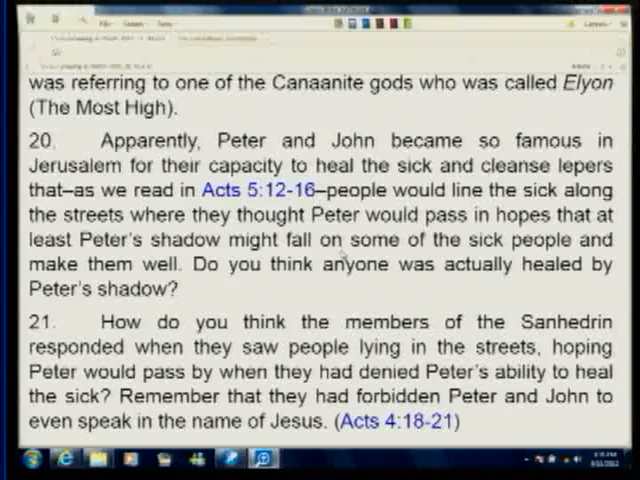 was referring to one of the Canaanite gods who was called Elyon
(The Most High).
20. Apparently, Peter and John became so famous in
Jerusalem for their capacity to heal the sick and cleanse lepers
that–as we read in Acts 5:12-16–people would line the sick along
the streets where they thought Peter would pass in hopes that at
least Peter's shadow might fall on some of the sick people and
make them well. Do you think anyone was actually healed by
Peter's shadow?
21. How do you think the members of the Sanhedrin
responded when they saw people lying in the streets, hoping
Peter would pass by when they had denied Peter's ability to heal
the sick? Remember that they had forbidden Peter and John to
even speak in the name of Jesus. (Acts 4:18-21)